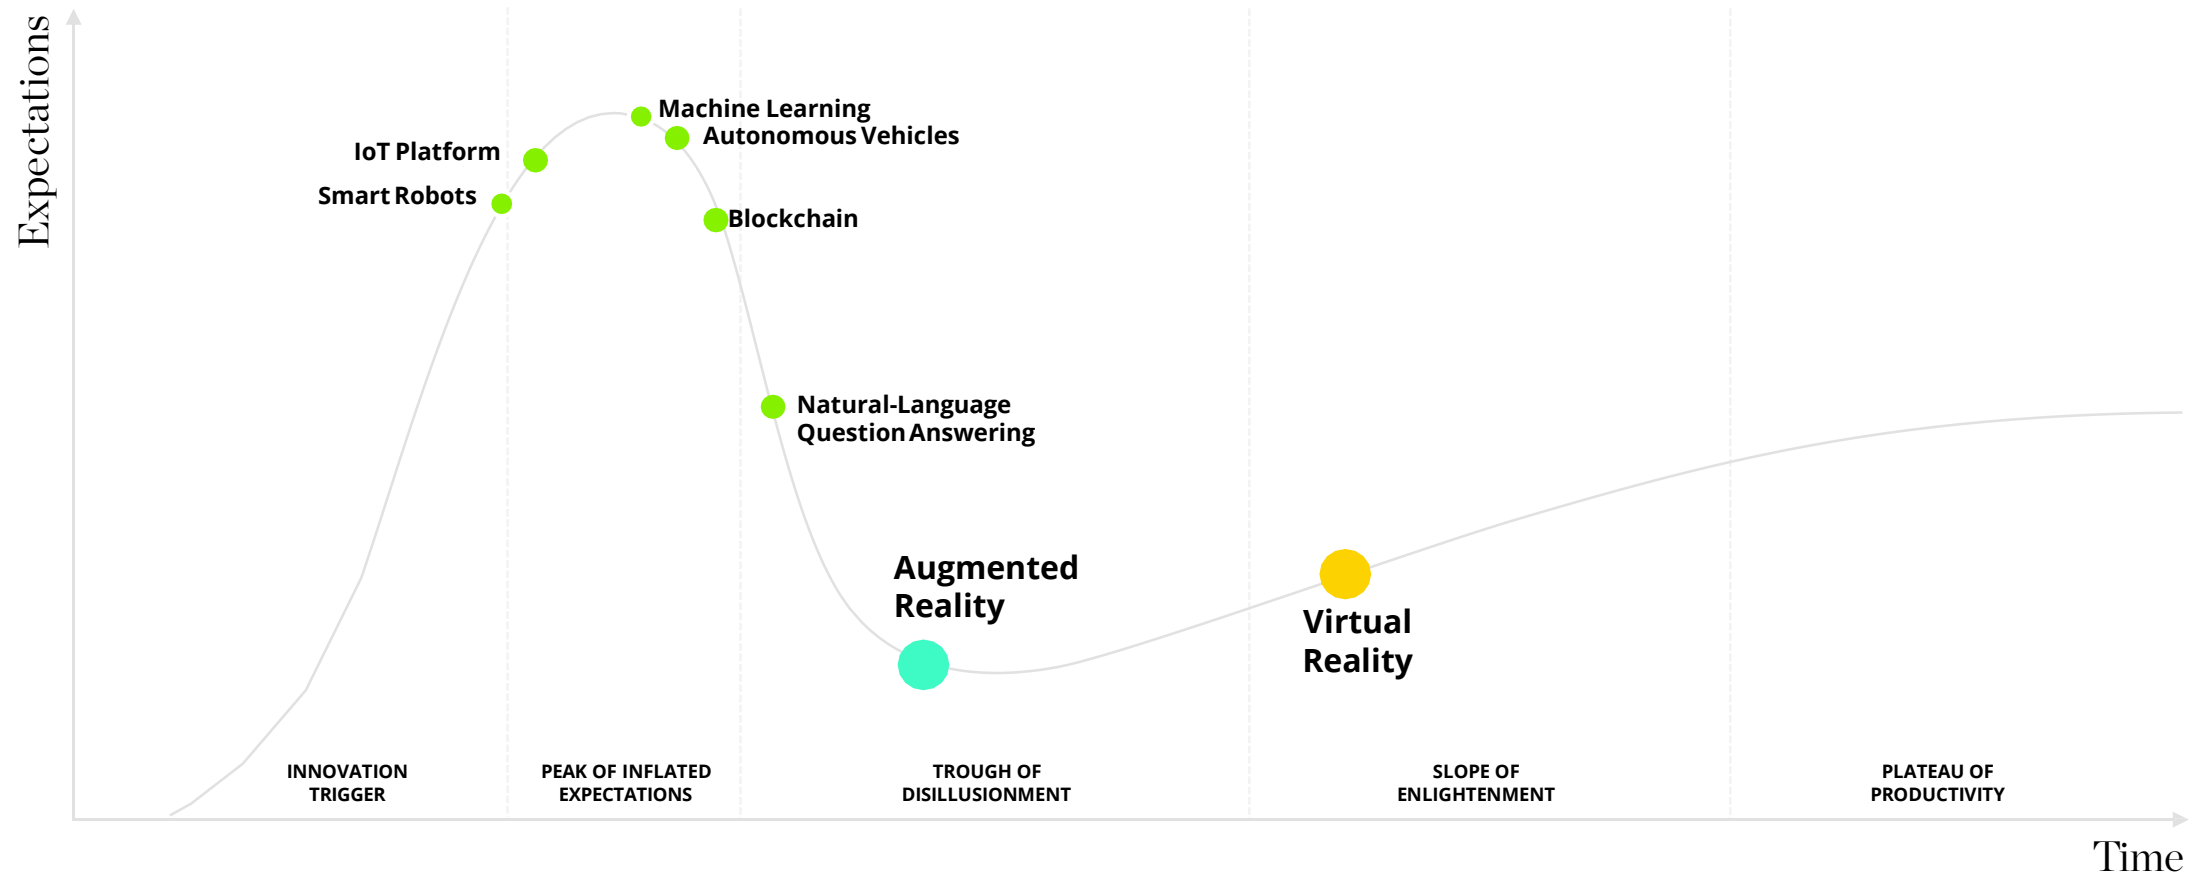 Expectations
Machine Learning
Autonomous Vehicles
IoT Platform
Smart Robots
Blockchain
Natural-Language
Question Answering
Augmented
Reality
Virtual
Reality
INNOVATION
TRIGGER
PEAK OF INFLATED
EXPECTATIONS
TROUGH OF
DISILLUSIONMENT
SLOPE OF
ENLIGHTENMENT
PLATEAU OF
PRODUCTIVITY
Time